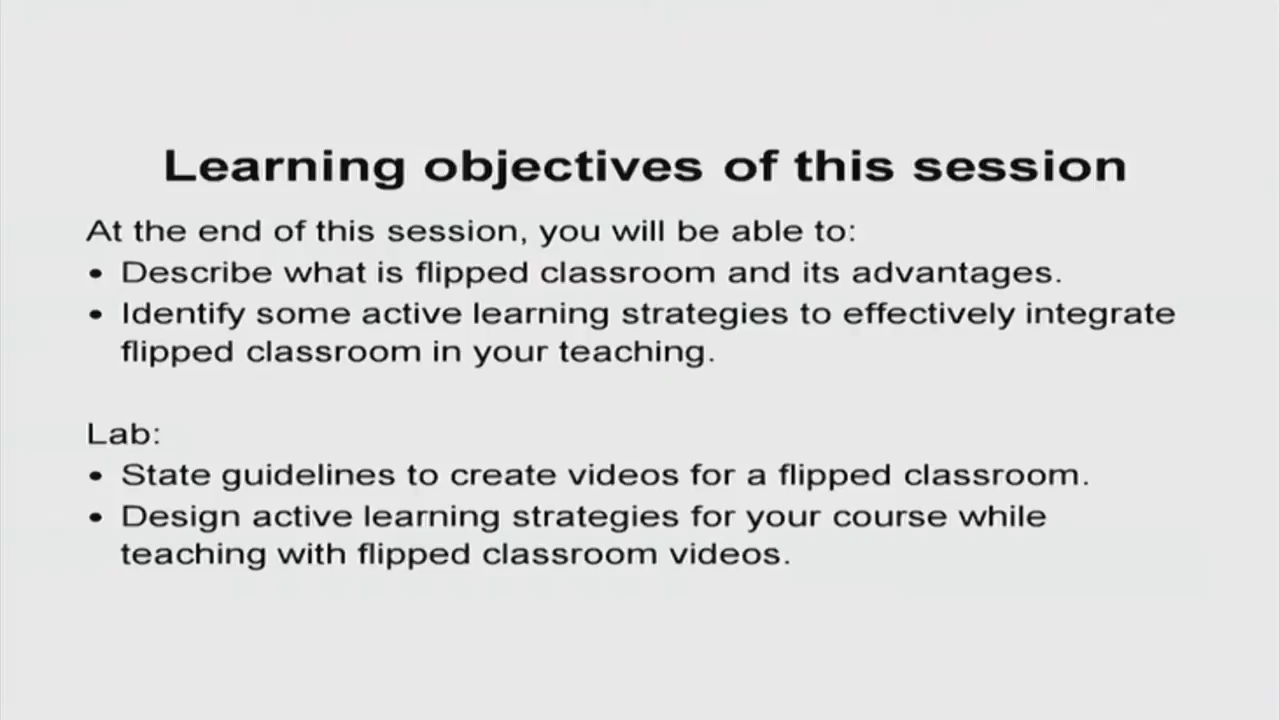 Learning objectives of this session
At the end of this session, you will be able to:
• Describe what is flipped classroom and its advantages.
• Identify some active learning strategies to effectively integrate
flipped classroom in your teaching.
Lab:
• State guidelines to create videos for a flipped classroom.
• Design active learning strategies for your course while
teaching with flipped classroom videos.